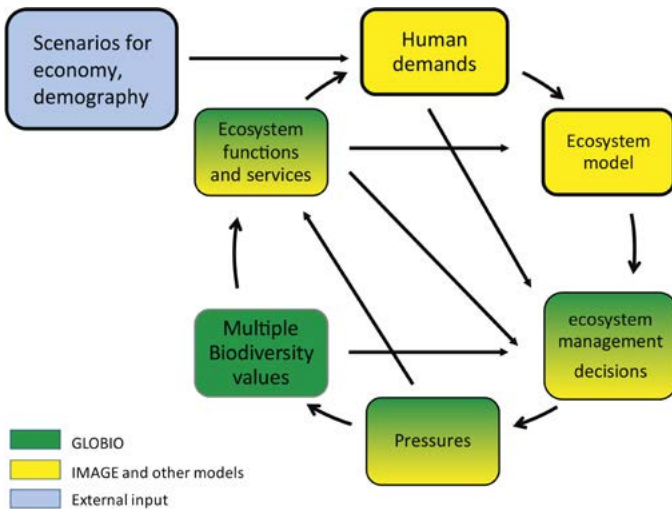 Scenarios for
economy,
demography
Human
demands
Ecosystem
functions
and services
Ecosystem
model
Multiple
Biodiversity
values
ecosystem
management
decisions
Pressures
GLOBIO
IMAGE and other models
External input